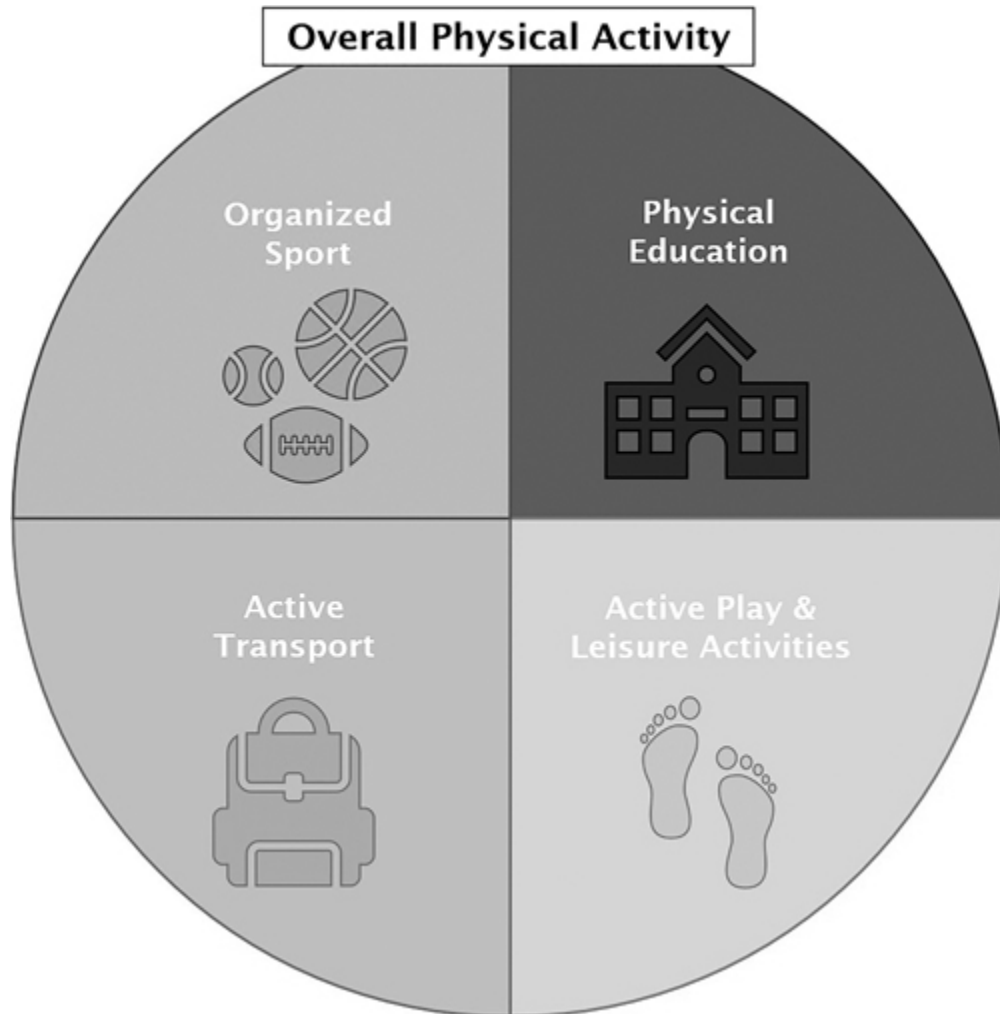 Overall Physical Activity
Organized
Sport
Physical
Education
Active
Transport
Active Play &
Leisure Activities